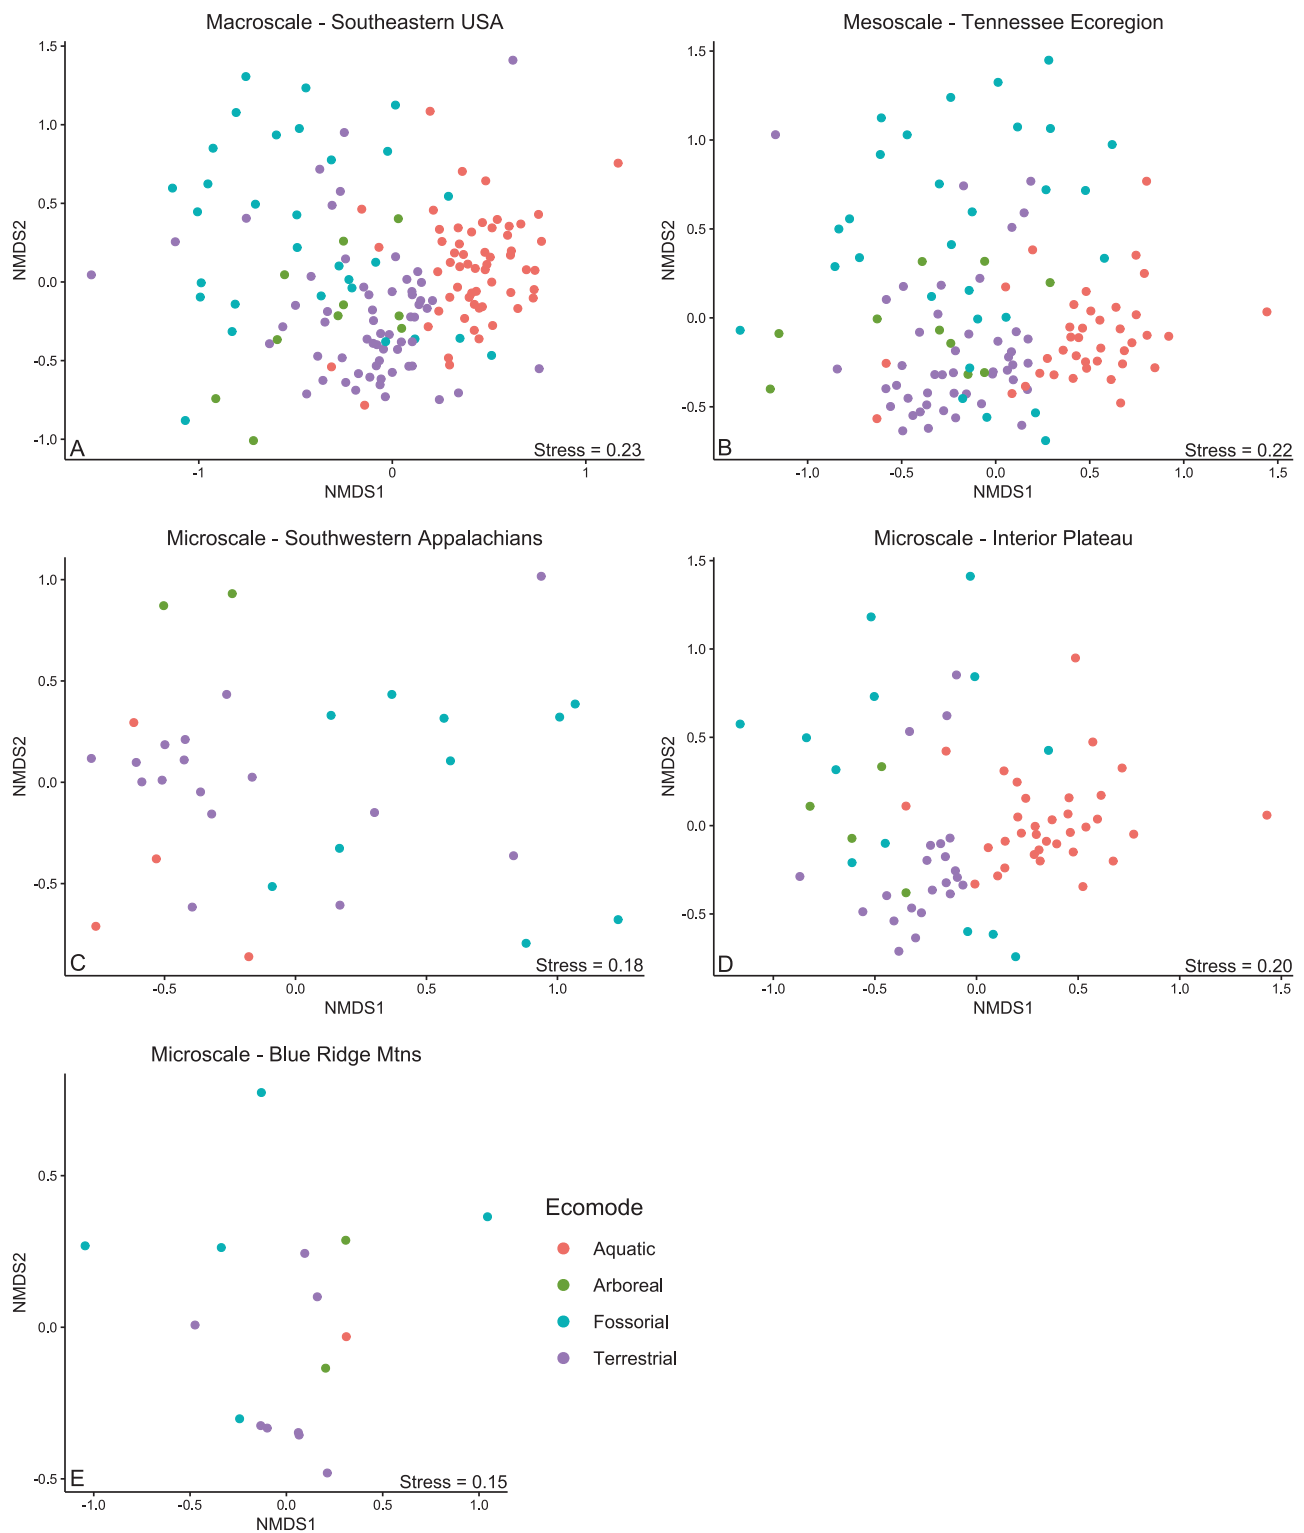 Macroscale - Southeastern USA
1.5
1.0
0.5
0.0
-0.5
-1.0
NMDS2
A
Stress = 0.23
-1
0
1
NMDS1
Mesoscale - Tennessee Ecoregion
1.5
1.0
0.5
0.0
-0.5
NMDS2
B
Stress = 0.22
-1.0
-0.5
0.0
0.5
1.0
1.5
NMDS1
Microscale - Southwestern Appalachians
1.0
0.5
0.0
-0.5
NMDS2
C
Stress = 0.18
-0.5
0.0
0.5
1.0
NMDS1
Microscale - Interior Plateau
1.5
1.0
0.5
0.0
-0.5
NMDS2
D
Stress = 0.20
-1.0
-0.5
0.0
0.5
1.0
1.5
NMDS1
Microscale - Blue Ridge Mtns
0.5
0.0
-0.5
NMDS2
E
Stress = 0.15
-1.0
-0.5
0.0
0.5
1.0
NMDS1
Ecomode
Aquatic
Arboreal
Fossorial
Terrestrial